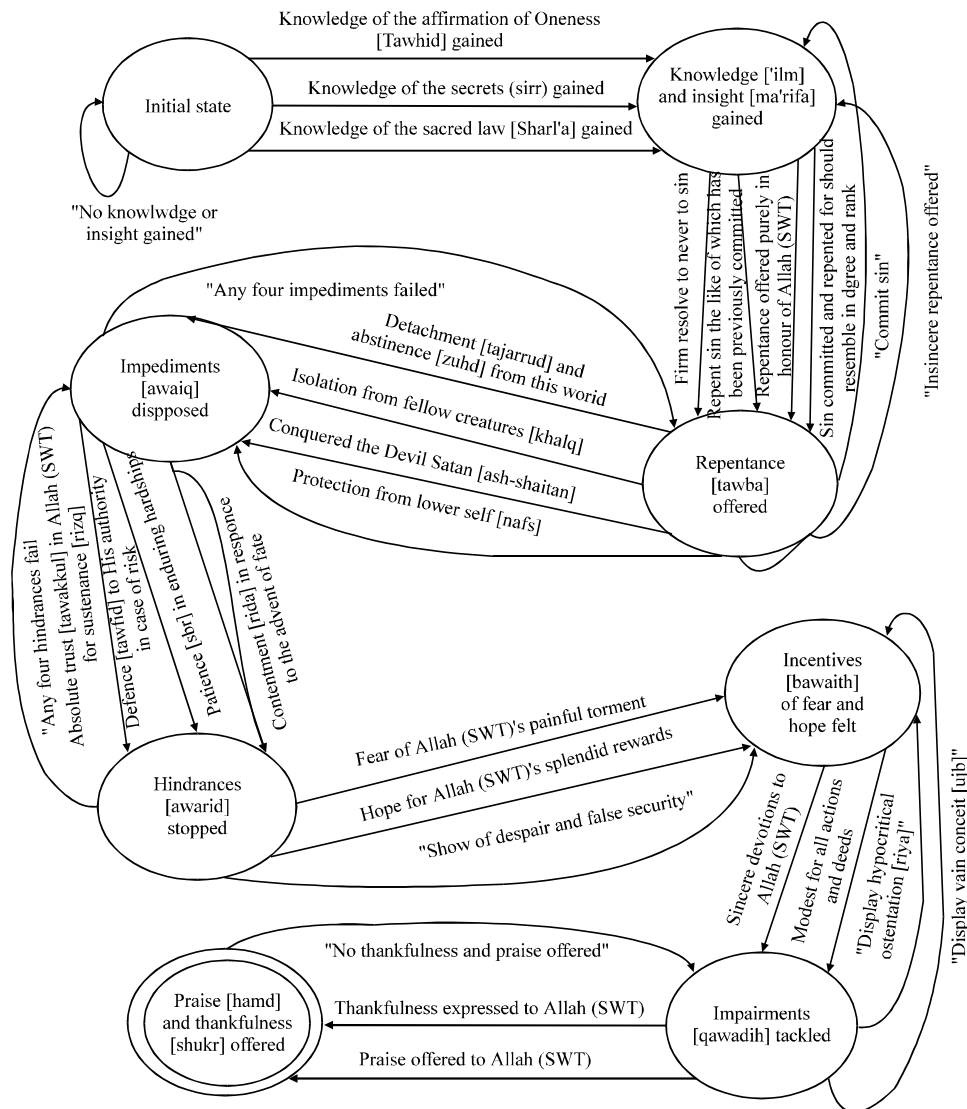 Knowledge of the affirmation of Oneness
[Tawhid] gained
Initial state
Knowledge of the secrets (sirr) gained
Knowledge of the sacred law [Sharl'a] gained
Knowledge ['ilm]
and insight [ma'rifa]
gained
"No knowlwdge or
insight gained"
Firm resolve to never to sin
Repent sin the like of which has
been previously committed
Repentance offered purely in
honour of Allah (SWT)
Sin committed and repented for should
resemble in dgree and rank
"Commit sin"
"Insincere repentance offered"
"Any four impediments failed"
Impediments
[awaiq]
dispposed
Detachment [tajarrud] and
abstinence [zuhd] from this worid
Isolation from fellow creatures [khalq]
Conquered the Devil Satan [ash-shaitan]
Protection from lower self [nafs]
Repentance
[tawba]
offered
"Any four hindrances fail
Absolute trust [tawakkul] in Allah (SWT)
for sustenance [rizq]
Defence [tawfid] to His authority
in case of risk
Patience [sbr] in enduring hardships
Contentment [rida] in responce
to the advent of fate
Hindrances
[awarid]
stopped
Fear of Allah (SWT)'s painful torment
Hope for Allah (SWT)'s splendid rewards
"Show of despair and false security"
Incentives
[bawaith]
of fear and
hope felt
Sincere devotions to
Allah (SWT)
Modest for all actions
and deeds
"Display hypocritical
ostentation [riya]"
"Display vain conceit [ujb]"
"No thankfulness and praise offered"
Praise [hamd]
and thankfulness
[shukr] offered
Thankfulness expressed to Allah (SWT)
Praise offered to Allah (SWT)
Impairments
[qawadih] tackled